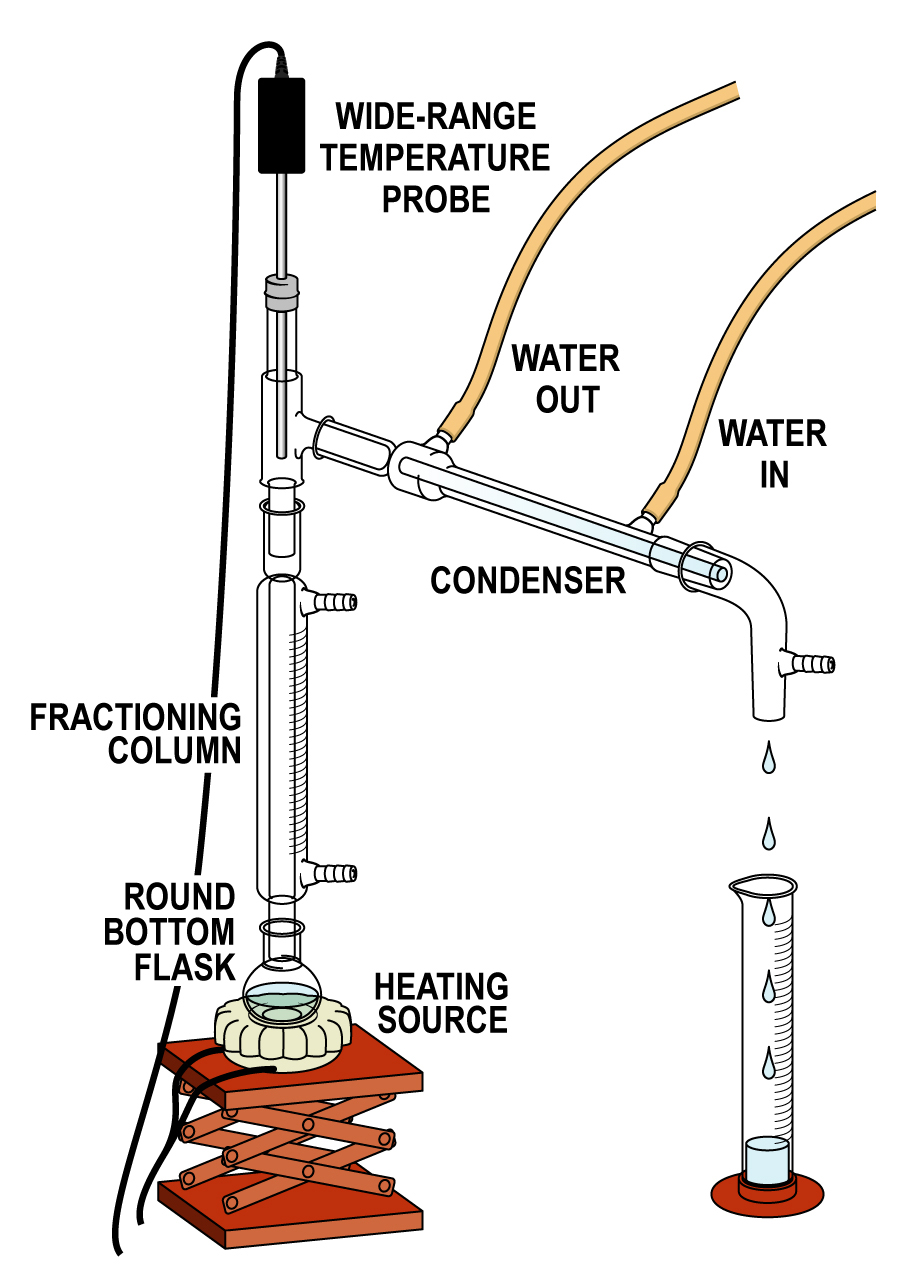 WIDE-RANGE
TEMPERATURE
PROBE
WATER
OUT
WATER
IN
CONDENSER
FRACTIONING
COLUMN
ROUND
BOTTOM
FLASK
HEATING
SOURCE